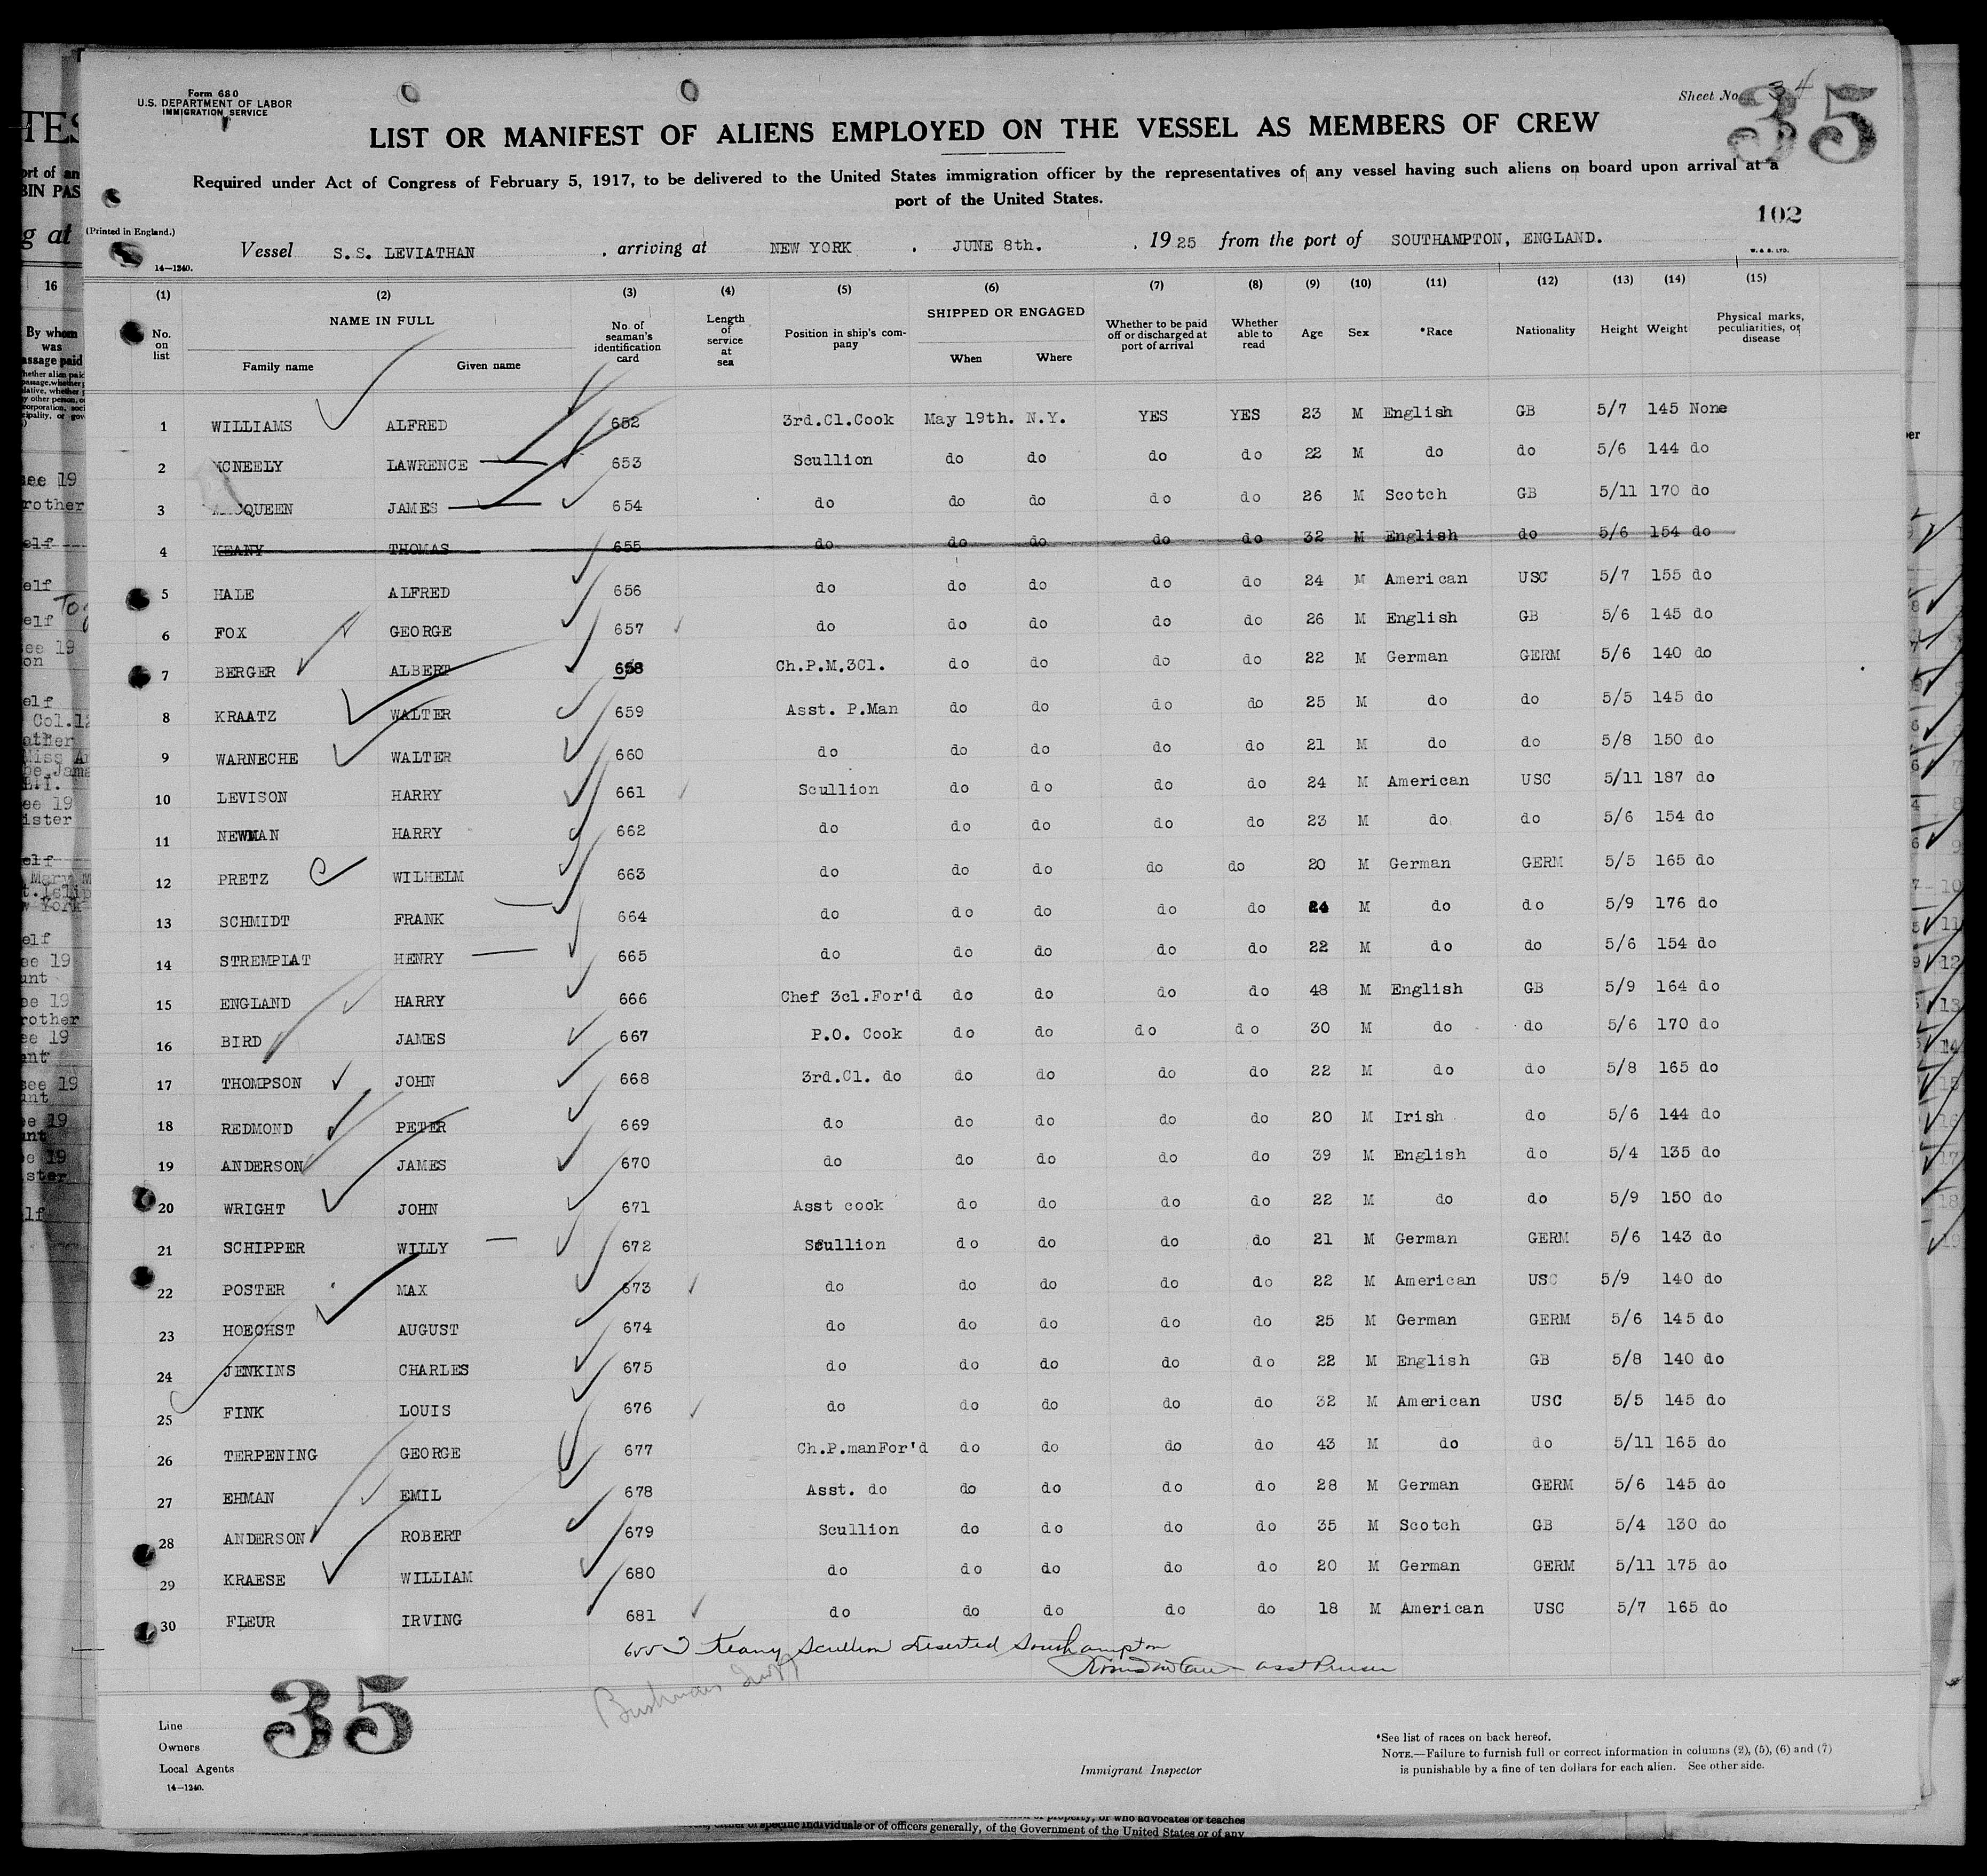 Form 680
U.S. DEPARTMENT OF LABOR
IMMIGRATION SERVICE
Sheet No. 34
35
LIST OR MANIFEST OF ALIENS EMPLOYED ON THE VESSEL AS MEMBERS OF CREW
Required under Act of Congress of February 5, 1917, to be delivered to the United States immigration officer by the representatives of any vessel having such aliens on board upon arrival at a
port of the United States.
102
(Printed in England.)
Vessel S.S. LEVIATHAN , arriving at NEW YORK , JUNE 8th. , 1925 from the port of SOUTHAMPTON, ENGLAND.
14—1240.
W. & S. LTD.
(1) (2) (3) (4) (5) (6) (7) (8) (9) (10) (11) (12) (13) (14) (15)
No. on list NAME IN FULL Family name Given name No. of seaman's identification card Length of service at sea Position in ship's company SHIPPED OR ENGAGED When Where Whether to be paid off or discharged at port of arrival Whether able to read Age Sex *Race Nationality Height Weight Physical marks, peculiarities, or disease
1 WILLIAMS ALFRED 652 3rd.Cl.Cook May 19th. N.Y. YES YES 23 M English GB 5/7 145 None
2 MCNEELY LAWRENCE 653 Scullion do do do do 22 M do do 5/6 144 do
3 QUEEN JAMES 654 do do do do do 26 M Scotch GB 5/11 170 do
4 KEANY THOMAS 655 do do do do do 32 M English do 5/6 154 do
5 HALE ALFRED 656 do do do do do 24 M American USC 5/7 155 do
6 FOX GEORGE 657 do do do do do 26 M English GB 5/6 145 do
7 BERGER ALBERT 658 Ch.P.M.3Cl. do do do do 22 M German GERM 5/6 140 do
8 KRAATZ WALTER 659 Asst. P.Man do do do do 25 M do do 5/5 145 do
9 WARNECHE WALTER 660 do do do do do 21 M do do 5/8 150 do
10 LEVISON HARRY 661 Scullion do do do do 24 M American USC 5/11 187 do
11 NEWMAN HARRY 662 do do do do do 23 M do do 5/6 154 do
12 PRETZ WILHELM 663 do do do do do 20 M German GERM 5/5 165 do
13 SCHMIDT FRANK 664 do do do do do 24 M do do 5/9 176 do
14 STREMPIAT HENRY 665 do do do do do 22 M do do 5/6 154 do
15 ENGLAND HARRY 666 Chef 3cl.For'd do do do do 48 M English GB 5/9 164 do
16 BIRD JAMES 667 P.O. Cook do do do do 30 M do do 5/6 170 do
17 THOMPSON JOHN 668 3rd.Cl. do do do do do 22 M do do 5/8 165 do
18 REDMOND PETER 669 do do do do do 20 M Irish do 5/6 144 do
19 ANDERSON JAMES 670 do do do do do 39 M English do 5/4 135 do
20 WRIGHT JOHN 671 Asst cook do do do do 22 M do do 5/9 150 do
21 SCHIPPER WILLY 672 Scullion do do do do 21 M German GERM 5/6 143 do
22 POSTER MAX 673 do do do do do 22 M American USC 5/9 140 do
23 HOECHST AUGUST 674 do do do do do 25 M German GERM 5/6 145 do
24 JENKINS CHARLES 675 do do do do do 22 M English GB 5/8 140 do
25 FINK LOUIS 676 do do do do do 32 M American USC 5/5 145 do
26 TERPENING GEORGE 677 Ch.P.manFor'd do do do do 43 M do do 5/11 165 do
27 EHMAN EMIL 678 Asst. do do do do do 28 M German GERM 5/6 145 do
28 ANDERSON ROBERT 679 Scullion do do do do 35 M Scotch GB 5/4 130 do
29 KRAESE WILLIAM 680 do do do do do 20 M German GERM 5/11 175 do
30 FLEUR IRVING 681 do do do do do 18 M American USC 5/7 165 do
655 T Keany Scullion Deserted Southampton
asst Purser
35
Line
Owners
Local Agents
14—1240.
Immigrant Inspector
*See list of races on back hereof.
NOTE.—Failure to furnish full or correct information in columns (2), (5), (6) and (7)
is punishable by a fine of ten dollars for each alien. See other side.